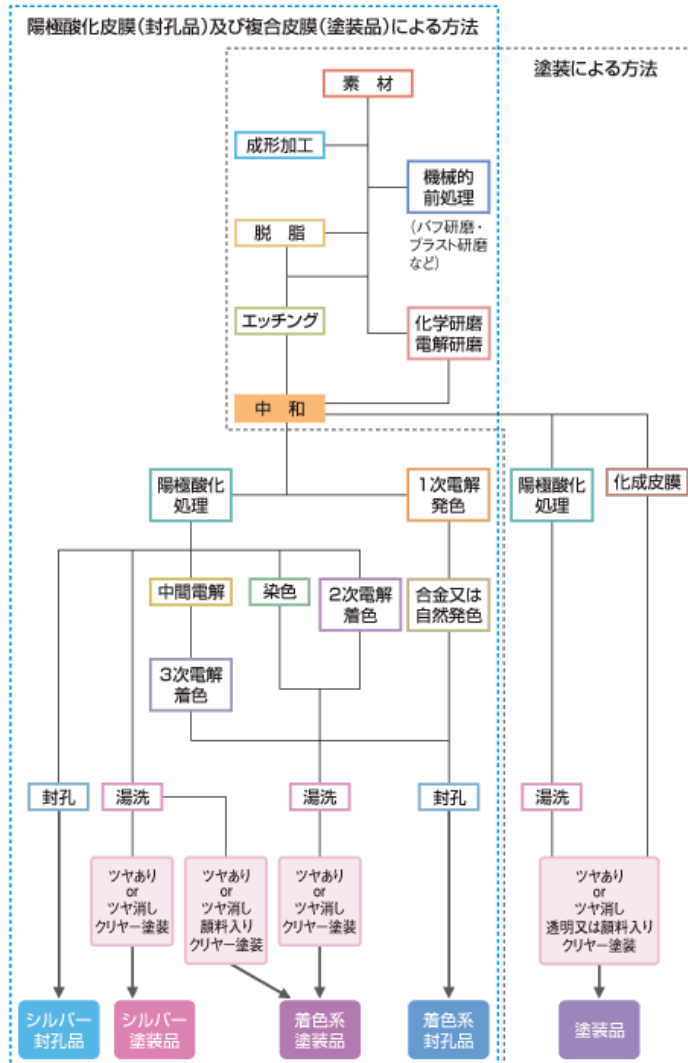 陽極酸化皮膜(封孔品)及び複合皮膜(塗装品)による方法
塗装による方法
素 材
成形加工
機械的
前処理
(バフ研磨・
ブラスト研磨
など)
脱 脂
エッチング
化学研磨
電解研磨
中 和
陽極酸化
処理
1次電解
発色
陽極酸化
処理
化成皮膜
中間電解
染色
2次電解
着色
合金又は
自然発色
3次電解
着色
封孔
湯洗
湯洗
封孔
湯洗
ツヤあり
or
ツヤ消し
クリヤー塗装
ツヤあり
or
ツヤ消し
顔料入り
クリヤー塗装
ツヤあり
or
ツヤ消し
クリヤー塗装
ツヤあり
or
ツヤ消し
透明又は顔料入り
クリヤー塗装
シルバー
封孔品
シルバー
塗装品
着色系
塗装品
着色系
封孔品
塗装品